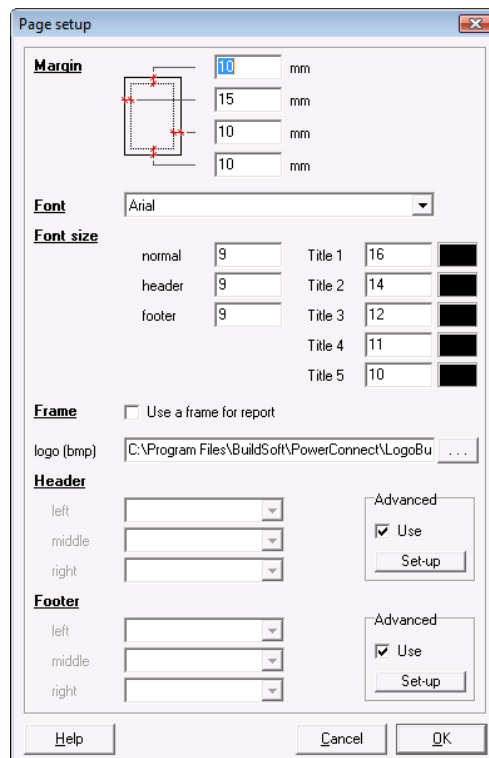 Page setup
Margin 10 mm
15 mm
10 mm
10 mm
Font Arial
Font size
normal 9 Title 1 16
header 9 Title 2 14
footer 9 Title 3 12
Title 4 11
Title 5 10
Frame Use a frame for report
logo (bmp) C:\Program Files\BuildSoft\PowerConnect\LogoBu ...
Header
Advanced
left
Use
middle
Set-up
right
Footer
Advanced
left
Use
middle
Set-up
right
Help Cancel OK